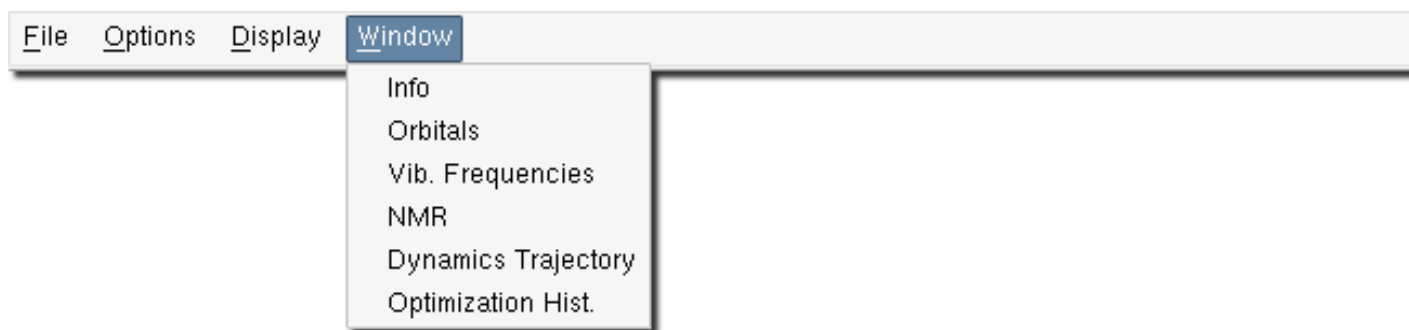 File Options Display Window
Info
Orbitals
Vib. Frequencies
NMR
Dynamics Trajectory
Optimization Hist.